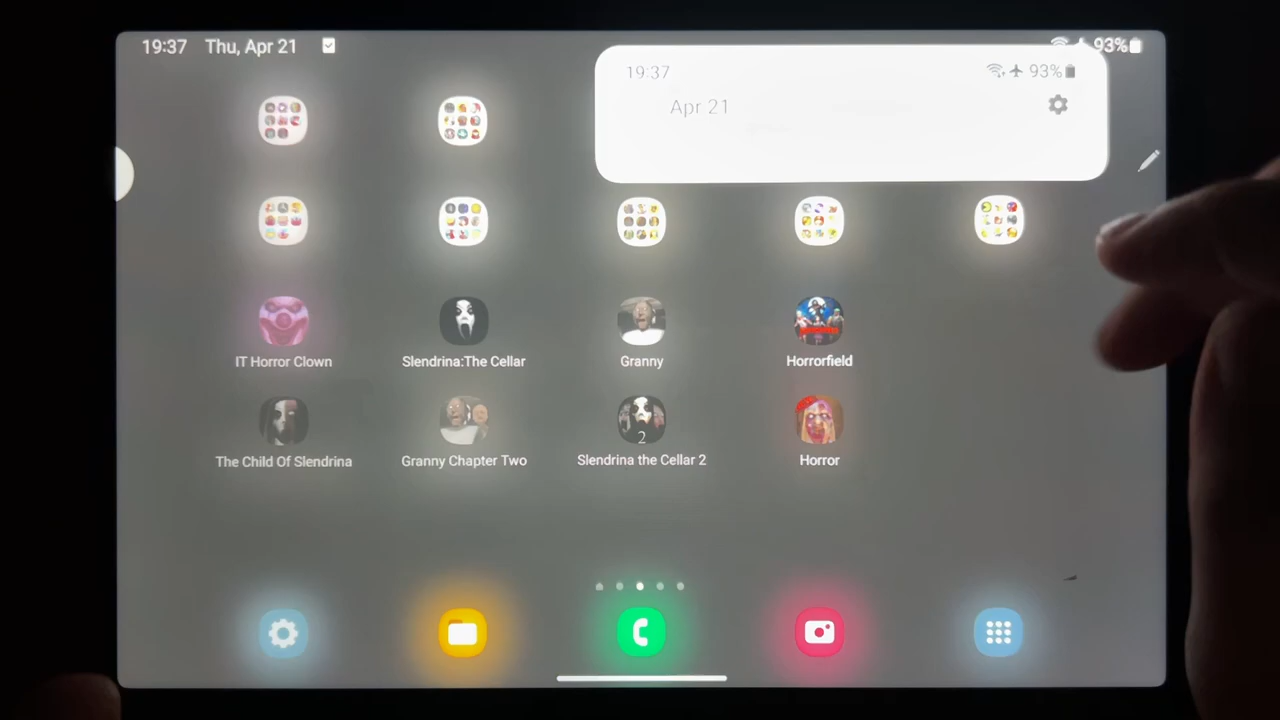 19:37 Thu, Apr 21
93%
19:37
93%
Apr 21
IT Horror Clown
Slendrina:The Cellar
Granny
Horrorfield
The Child Of Slendrina
Granny Chapter Two
2
Slendrina the Cellar 2
Horror